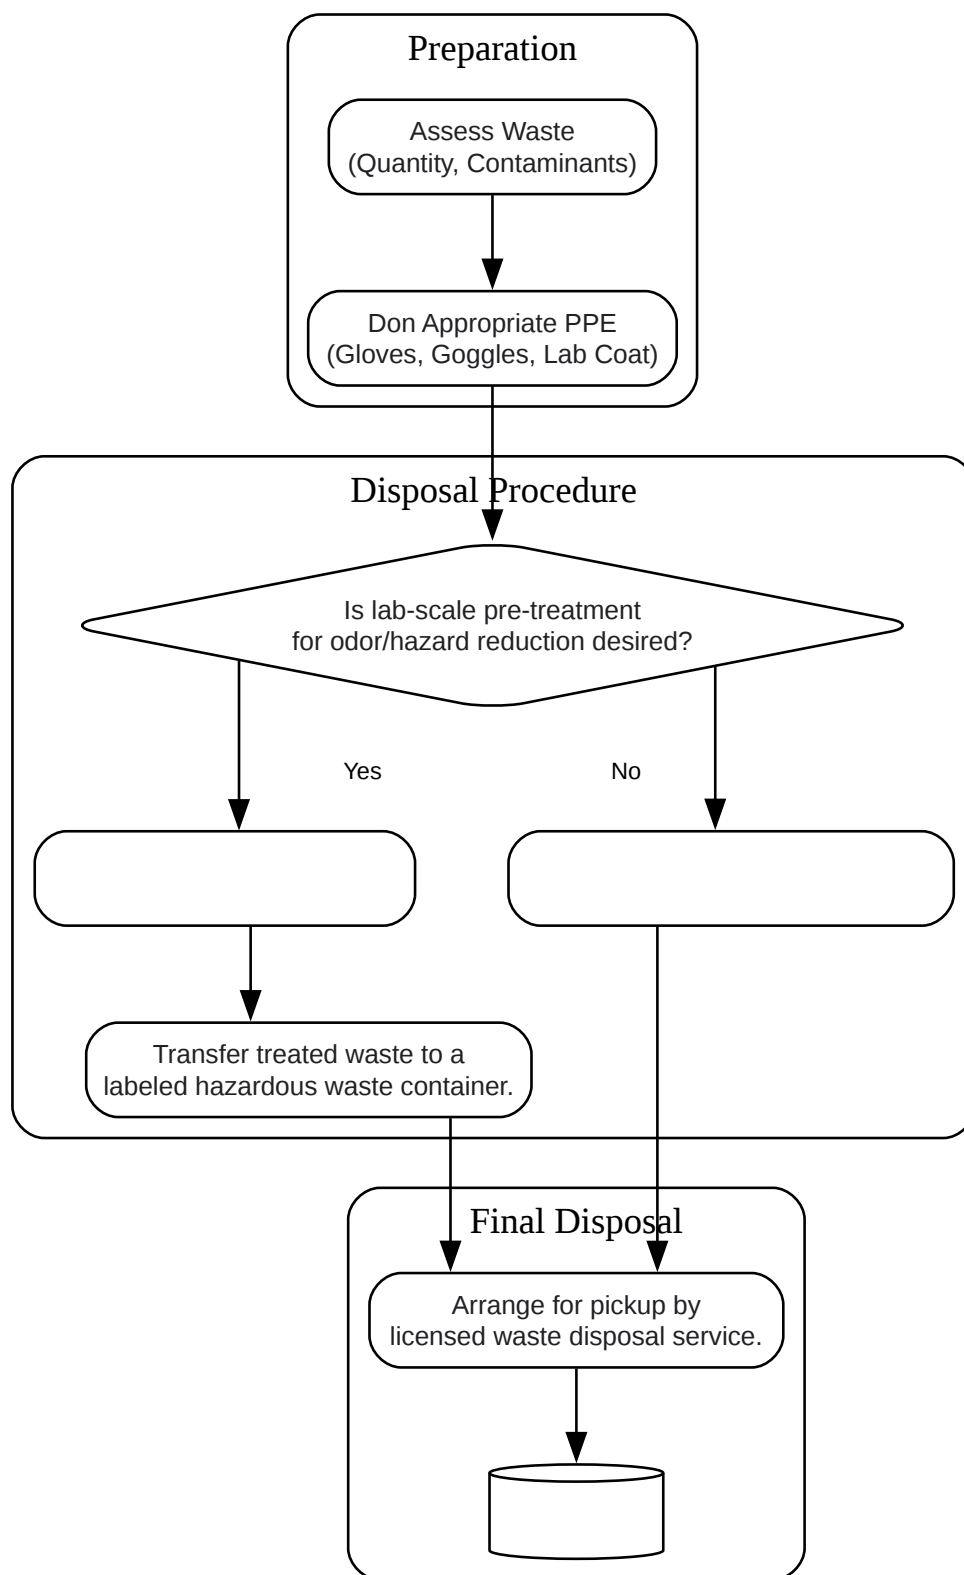 Preparation
Assess Waste
(Quantity, Contaminants)
Don Appropriate PPE
(Gloves, Goggles, Lab Coat)
Disposal Procedure
Is lab-scale pre-treatment
for odor/hazard reduction desired?
Yes
No
Transfer treated waste to a
labeled hazardous waste container.
Final Disposal
Arrange for pickup by
licensed waste disposal service.